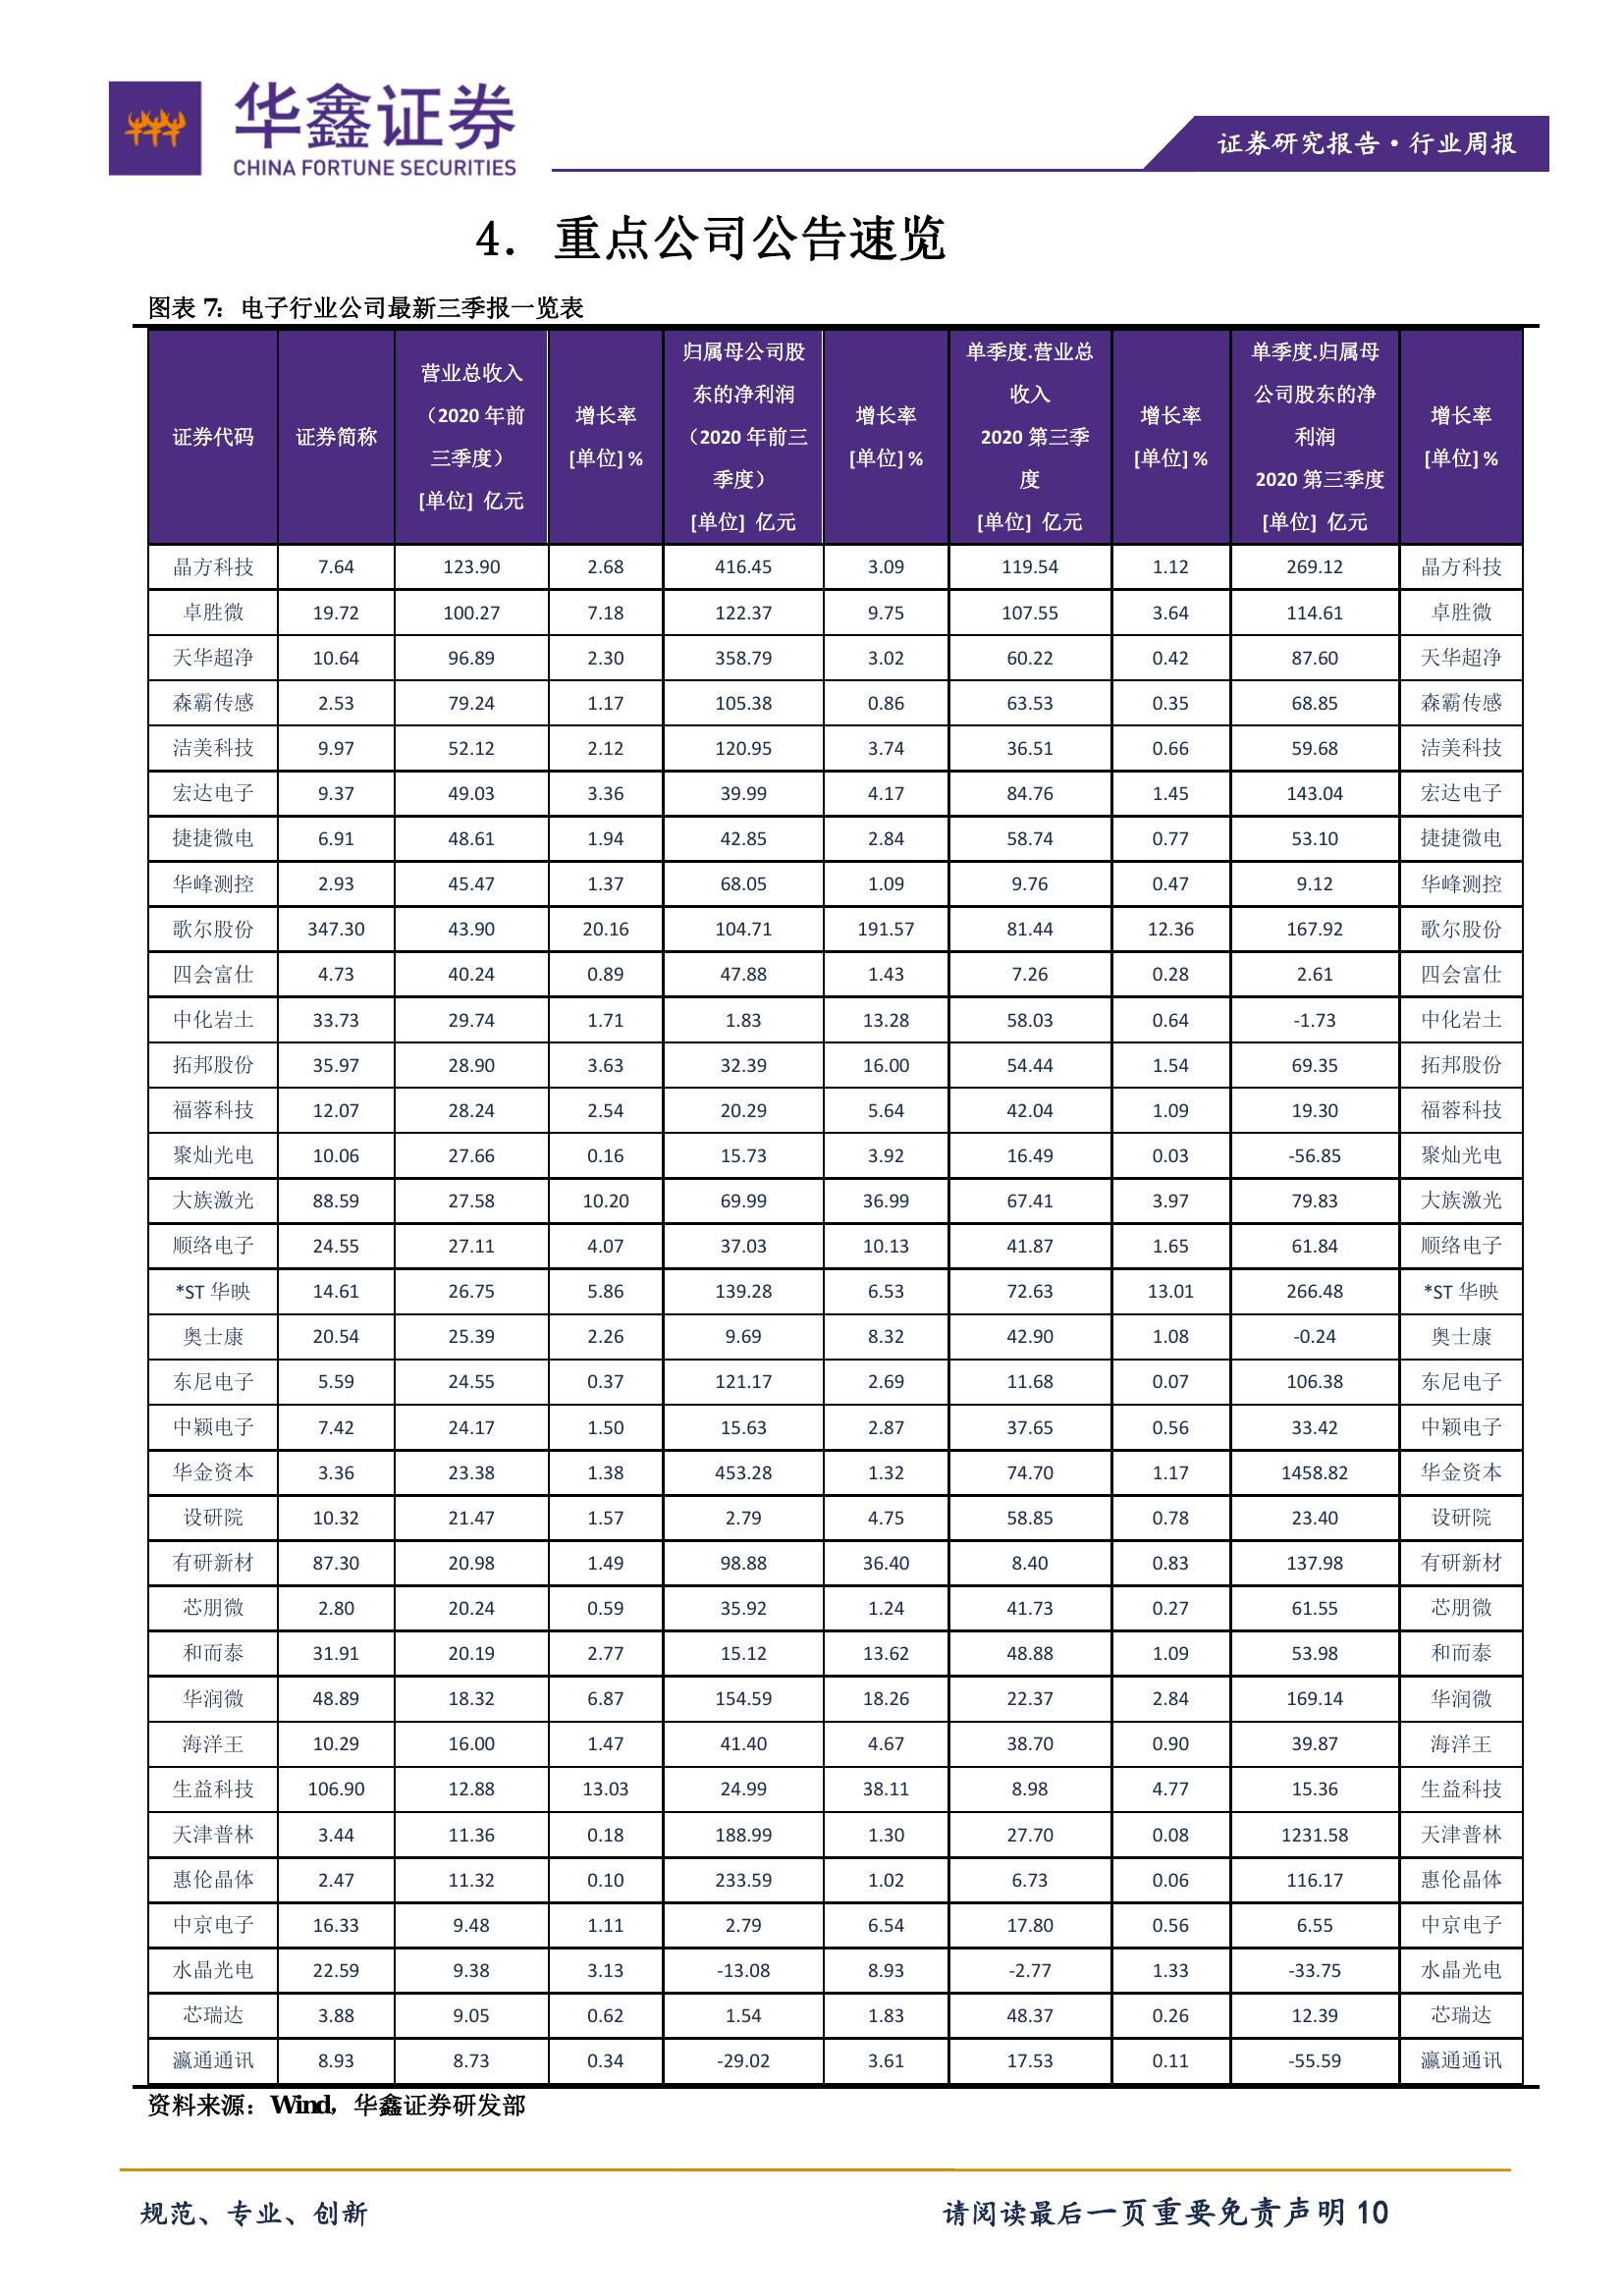 华鑫证券
CHINA FORTUNE SECURITIES
证券研究报告·行业周报
4. 重点公司公告速览
图表 7: 电子行业公司最新三季报一览表
证券代码 证券简称 营业总收入（2020 年前三季度）[单位] 亿元 增长率 [单位] % 归属母公司股东的净利润（2020 年前三季度）[单位] 亿元 增长率 [单位] % 单季度.营业总收入 2020 第三季度 [单位] 亿元 增长率 [单位] % 单季度.归属母公司股东的净利润 2020 第三季度 [单位] 亿元 增长率 [单位] %
晶方科技 7.64 123.90 2.68 416.45 3.09 119.54 1.12 269.12 晶方科技
卓胜微 19.72 100.27 7.18 122.37 9.75 107.55 3.64 114.61 卓胜微
天华超净 10.64 96.89 2.30 358.79 3.02 60.22 0.42 87.60 天华超净
森霸传感 2.53 79.24 1.17 105.38 0.86 63.53 0.35 68.85 森霸传感
洁美科技 9.97 52.12 2.12 120.95 3.74 36.51 0.66 59.68 洁美科技
宏达电子 9.37 49.03 3.36 39.99 4.17 84.76 1.45 143.04 宏达电子
捷捷微电 6.91 48.61 1.94 42.85 2.84 58.74 0.77 53.10 捷捷微电
华峰测控 2.93 45.47 1.37 68.05 1.09 9.76 0.47 9.12 华峰测控
歌尔股份 347.30 43.90 20.16 104.71 191.57 81.44 12.36 167.92 歌尔股份
四会富仕 4.73 40.24 0.89 47.88 1.43 7.26 0.28 2.61 四会富仕
中化岩土 33.73 29.74 1.71 1.83 13.28 58.03 0.64 -1.73 中化岩土
拓邦股份 35.97 28.90 3.63 32.39 16.00 54.44 1.54 69.35 拓邦股份
福蓉科技 12.07 28.24 2.54 20.29 5.64 42.04 1.09 19.30 福蓉科技
聚灿光电 10.06 27.66 0.16 15.73 3.92 16.49 0.03 -56.85 聚灿光电
大族激光 88.59 27.58 10.20 69.99 36.99 67.41 3.97 79.83 大族激光
顺络电子 24.55 27.11 4.07 37.03 10.13 41.87 1.65 61.84 顺络电子
*ST 华映 14.61 26.75 5.86 139.28 6.53 72.63 13.01 266.48 *ST 华映
奥士康 20.54 25.39 2.26 9.69 8.32 42.90 1.08 -0.24 奥士康
东尼电子 5.59 24.55 0.37 121.17 2.69 11.68 0.07 106.38 东尼电子
中颖电子 7.42 24.17 1.50 15.63 2.87 37.65 0.56 33.42 中颖电子
华金资本 3.36 23.38 1.38 453.28 1.32 74.70 1.17 1458.82 华金资本
设研院 10.32 21.47 1.57 2.79 4.75 58.85 0.78 23.40 设研院
有研新材 87.30 20.98 1.49 98.88 36.40 8.40 0.83 137.98 有研新材
芯朋微 2.80 20.24 0.59 35.92 1.24 41.73 0.27 61.55 芯朋微
和而泰 31.91 20.19 2.77 15.12 13.62 48.88 1.09 53.98 和而泰
华润微 48.89 18.32 6.87 154.59 18.26 22.37 2.84 169.14 华润微
海洋王 10.29 16.00 1.47 41.40 4.67 38.70 0.90 39.87 海洋王
生益科技 106.90 12.88 13.03 24.99 38.11 8.98 4.77 15.36 生益科技
天津普林 3.44 11.36 0.18 188.99 1.30 27.70 0.08 1231.58 天津普林
惠伦晶体 2.47 11.32 0.10 233.59 1.02 6.73 0.06 116.17 惠伦晶体
中京电子 16.33 9.48 1.11 2.79 6.54 17.80 0.56 6.55 中京电子
水晶光电 22.59 9.38 3.13 -13.08 8.93 -2.77 1.33 -33.75 水晶光电
芯瑞达 3.88 9.05 0.62 1.54 1.83 48.37 0.26 12.39 芯瑞达
瀛通通讯 8.93 8.73 0.34 -29.02 3.61 17.53 0.11 -55.59 瀛通通讯
资料来源：Wind，华鑫证券研发部
规范、专业、创新 请阅读最后一页重要免责声明 10